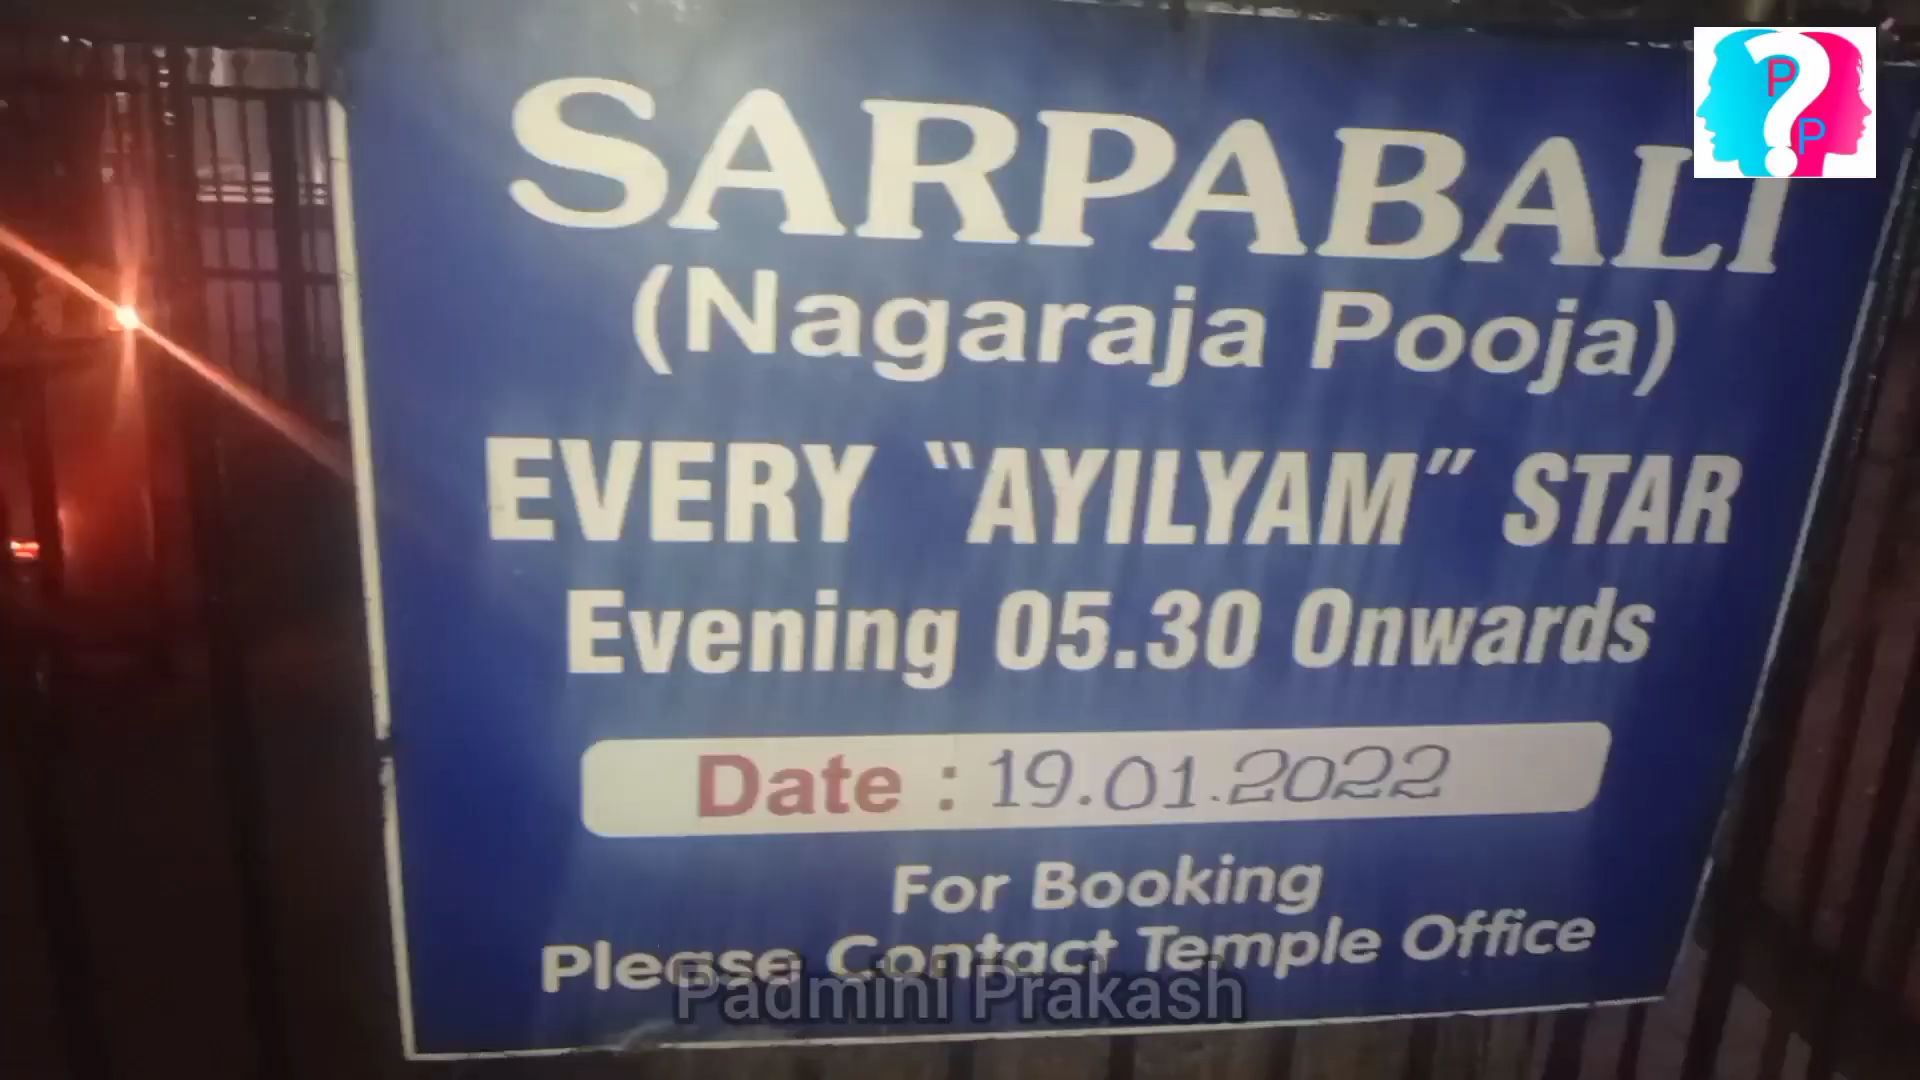 P
P
SARPABALI
(Nagaraja Pooja)
EVERY “AYILYAM” STAR
Evening 05.30 Onwards
Date : 19.01.2022
For Booking
Please Contact Temple Office
Padmini Prakash